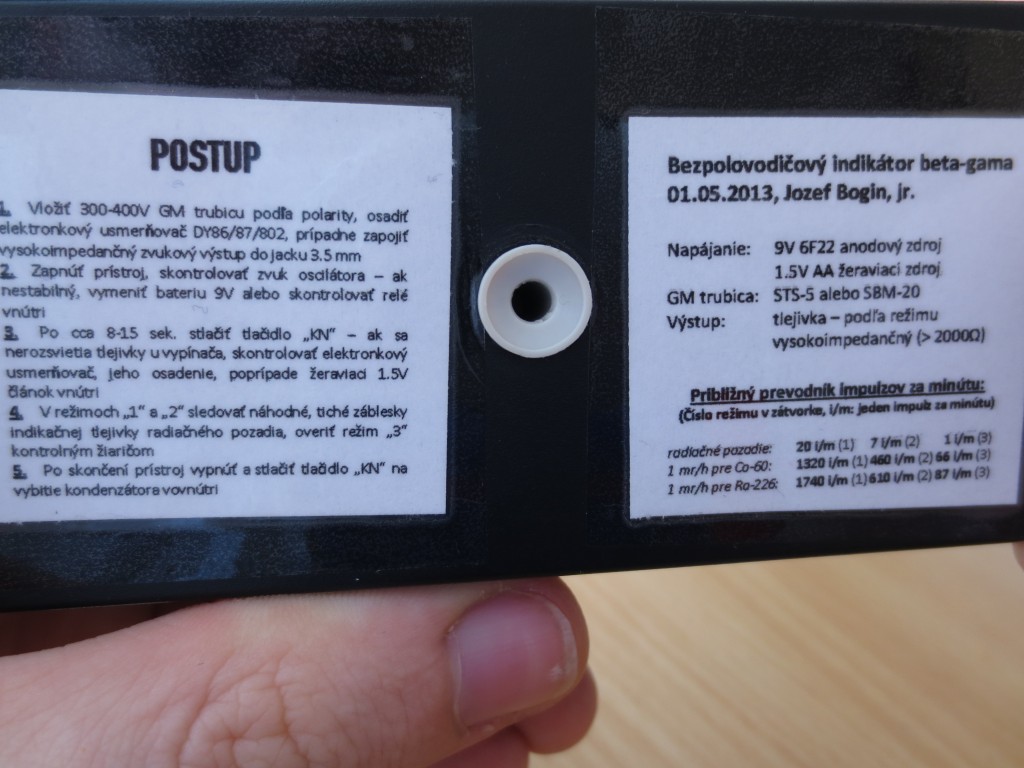 POSTUP
1. Vložiť 300-400V GM trubicu podľa polarity, osadiť
elektronkový usmerňovač DY86/87/802, prípadne zapojiť
vysokoimpedančný zvukový výstup do jacku 3.5 mm
2. Zapnúť prístroj, skontrolovať zvuk oscilátora – ak
nestabilný, vymeniť bateriu 9V alebo skontrolovať relé
vnútri
3. Po cca 8-15 sek. stlačiť tlačidlo „KN“ – ak sa
nerozsvietia tlejivky u vypínača, skontrolovať elektronkový
usmerňovač, jeho osadenie, poprípade žeraviaci 1.5V
článok vnútri
4. V režimoch „1“ a „2“ sledovať náhodné, tiché záblesky
indikačnej tlejivky radiačného pozadia, overiť režim „3“
kontrolným žiaričom
5. Po skončení prístroj vypnúť a stlačiť tlačidlo „KN“ na
vybitie kondenzátora vovnútri
Bezpolovodičový indikátor beta-gama
01.05.2013, Jozef Bogin, jr.
Napájanie: 9V 6F22 anodový zdroj
1.5V AA žeraviaci zdroj
GM trubica: STS-5 alebo SBM-20
Výstup: tlejivka – podľa režimu
vysokoimpedančný (> 2000Ω)
Približný prevodník impulzov za minútu:
(Číslo režimu v zátvorke, i/m: jeden impulz za minútu)
radiačné pozadie: 20 i/m (1) 7 i/m (2) 1 i/m (3)
1 mr/h pre Co-60: 1320 i/m (1) 460 i/m (2) 66 i/m (3)
1 mr/h pre Ra-226: 1740 i/m (1) 610 i/m (2) 87 i/m (3)